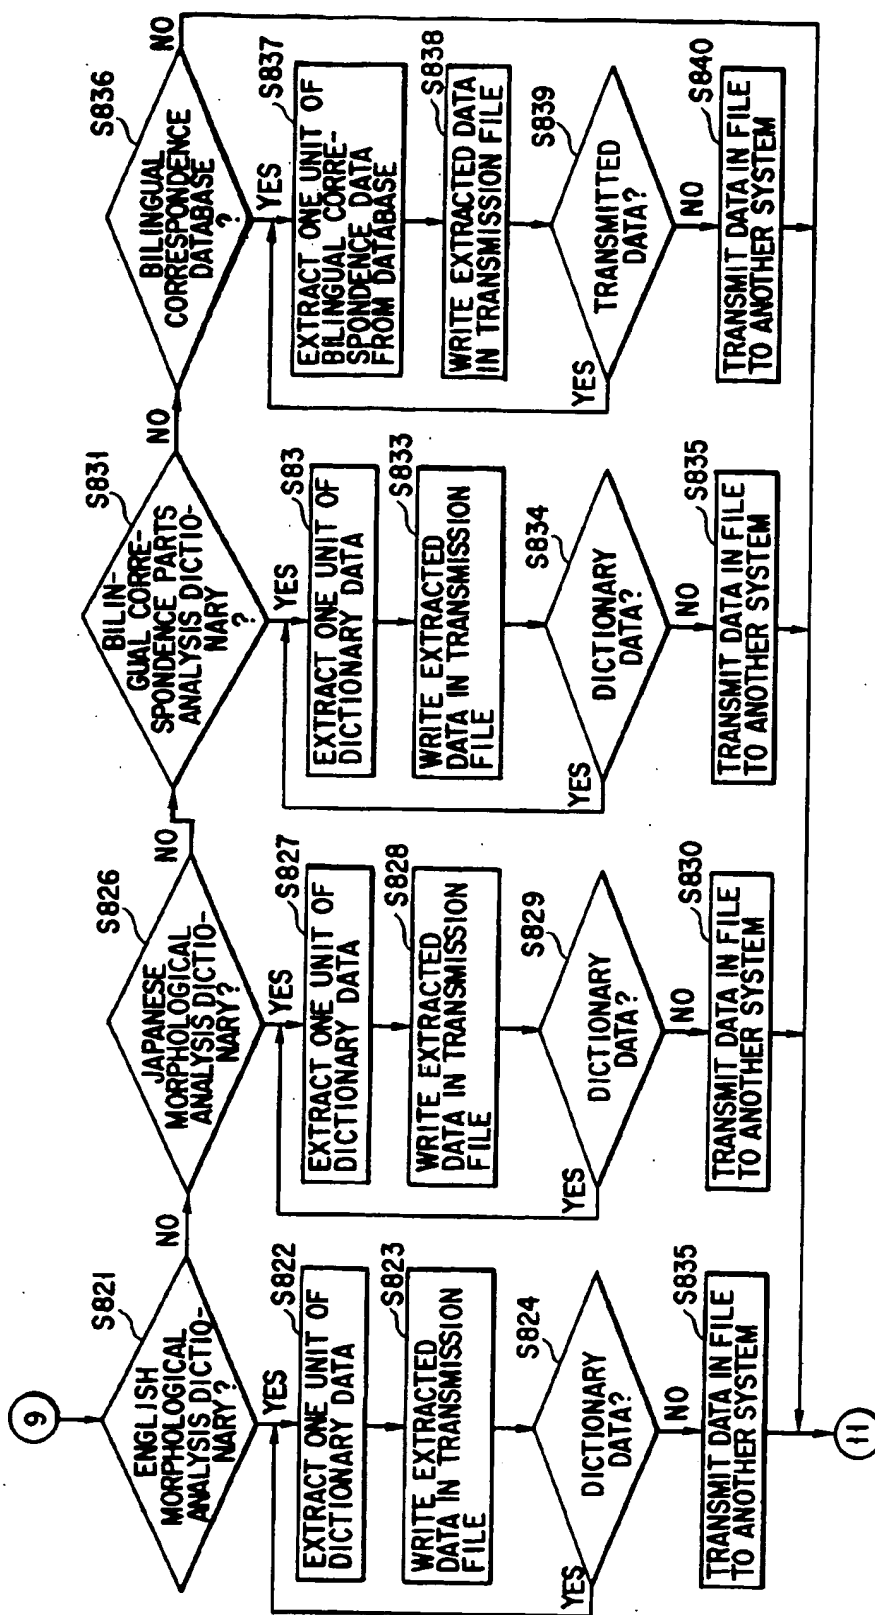 9
S821
ENGLISH
MORPHOLOGICAL
ANALYSIS DICTIO-
NARY?
NO
YES
S822
EXTRACT ONE UNIT OF
DICTIONARY DATA
S823
WRITE EXTRACTED
DATA IN TRANSMISSION
FILE
S824
DICTIONARY
DATA?
YES
NO
S835
TRANSMIT DATA IN FILE
TO ANOTHER SYSTEM
11
S826
JAPANESE
MORPHOLOGICAL
ANALYSIS DICTIO-
NARY?
NO
YES
S827
EXTRACT ONE UNIT OF
DICTIONARY DATA
S828
WRITE EXTRACTED
DATA IN TRANSMISSION
FILE
S829
DICTIONARY
DATA?
YES
NO
S830
TRANSMIT DATA IN FILE
TO ANOTHER SYSTEM
S831
BILIN-
GUAL CORRE-
SPONDENCE PARTS
ANALYSIS DICTIO-
NARY
?
NO
YES
S83
EXTRACT ONE UNIT OF
DICTIONARY DATA
S833
WRITE EXTRACTED
DATA IN TRANSMISSION
FILE
S834
DICTIONARY
DATA?
YES
NO
S835
TRANSMIT DATA IN FILE
TO ANOTHER SYSTEM
S836
BILINGUAL
CORRESPONDENCE
DATABASE
?
NO
YES
S837
EXTRACT ONE UNIT OF
BILINGUAL CORRE-
SPONDENCE DATA
FROM DATABASE
S838
WRITE EXTRACTED DATA
IN TRANSMISSION FILE
S839
TRANSMITTED
DATA?
YES
NO
S840
TRANSMIT DATA IN FILE
TO ANOTHER SYSTEM